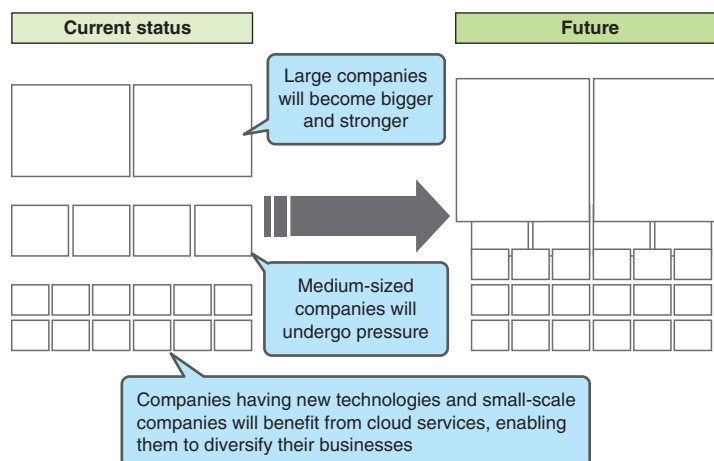 Current status
Future
Large companies
will become bigger
and stronger
Medium-sized
companies will
undergo pressure
Companies having new technologies and small-scale
companies will benefit from cloud services, enabling
them to diversify their businesses